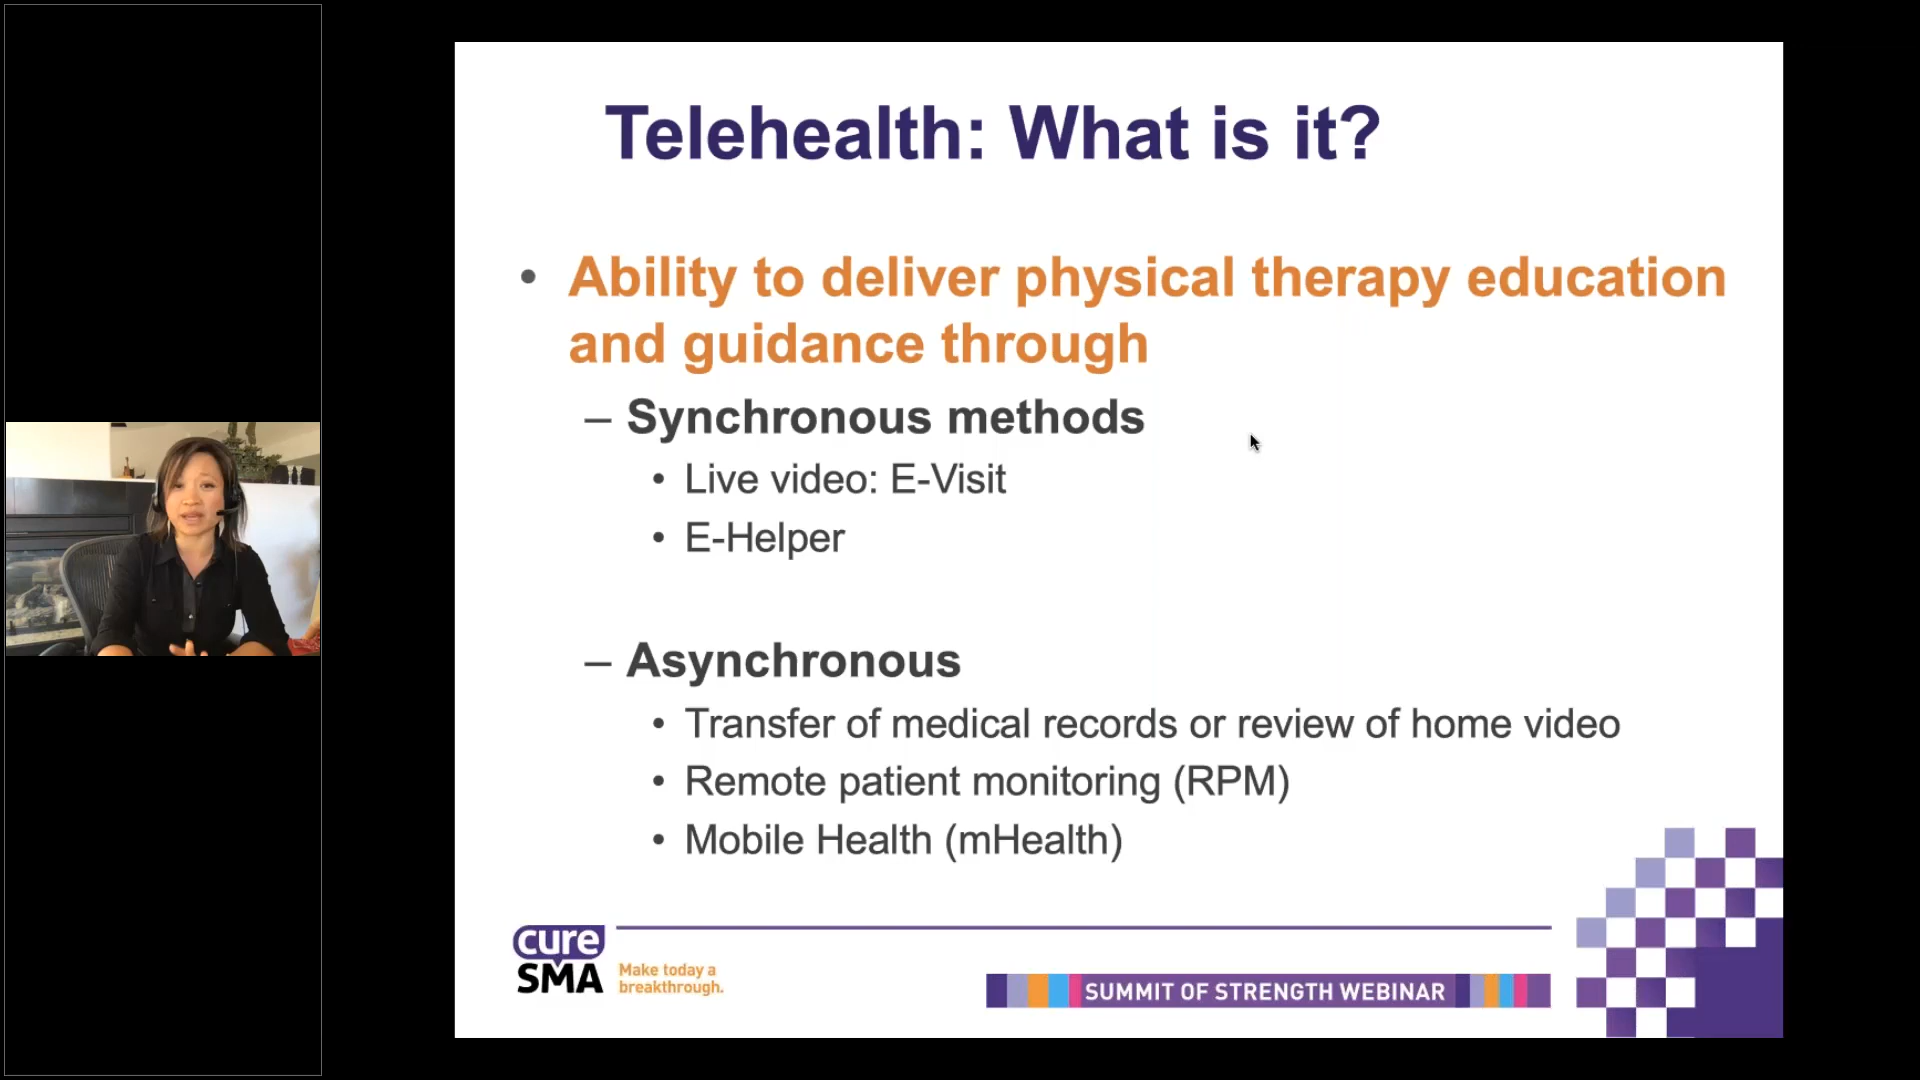 Telehealth: What is it?
• Ability to deliver physical therapy education
and guidance through
– Synchronous methods
• Live video: E-Visit
• E-Helper
– Asynchronous
• Transfer of medical records or review of home video
• Remote patient monitoring (RPM)
• Mobile Health (mHealth)
cure
SMA
Make today a
breakthrough.
SUMMIT OF STRENGTH WEBINAR